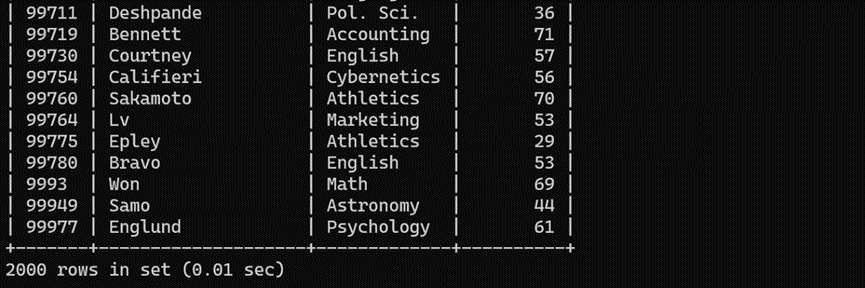 | 99711 | Deshpande          | Pol. Sci.   |       36 |
| 99719 | Bennett            | Accounting  |       71 |
| 99730 | Courtney           | English     |       57 |
| 99754 | Califieri          | Cybernetics |       56 |
| 99760 | Sakamoto           | Athletics   |       70 |
| 99764 | Lv                 | Marketing   |       53 |
| 99775 | Epley              | Athletics   |       29 |
| 99780 | Bravo              | English     |       53 |
| 9993  | Won                | Math        |       69 |
| 99949 | Samo               | Astronomy   |       44 |
| 99977 | Englund            | Psychology  |       61 |
+-------+--------------------+-------------+----------+
2000 rows in set (0.01 sec)